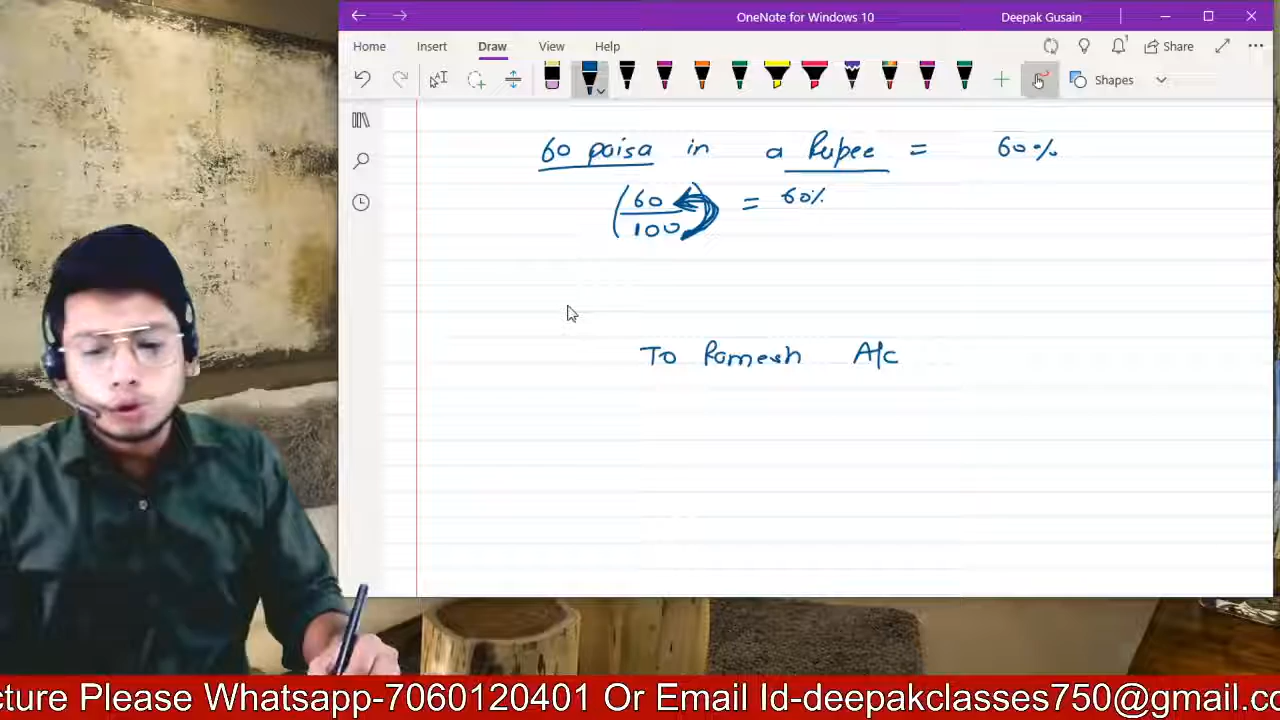 OneNote for Windows 10
Deepak Gusain
Home Insert Draw View Help
Share
Shapes
60 paisa in a Rupee = 60%
(60/100) = 60%
To Ramesh A/c
cture Please Whatsapp-7060120401 Or Email Id-deepakclasses750@gmail.co